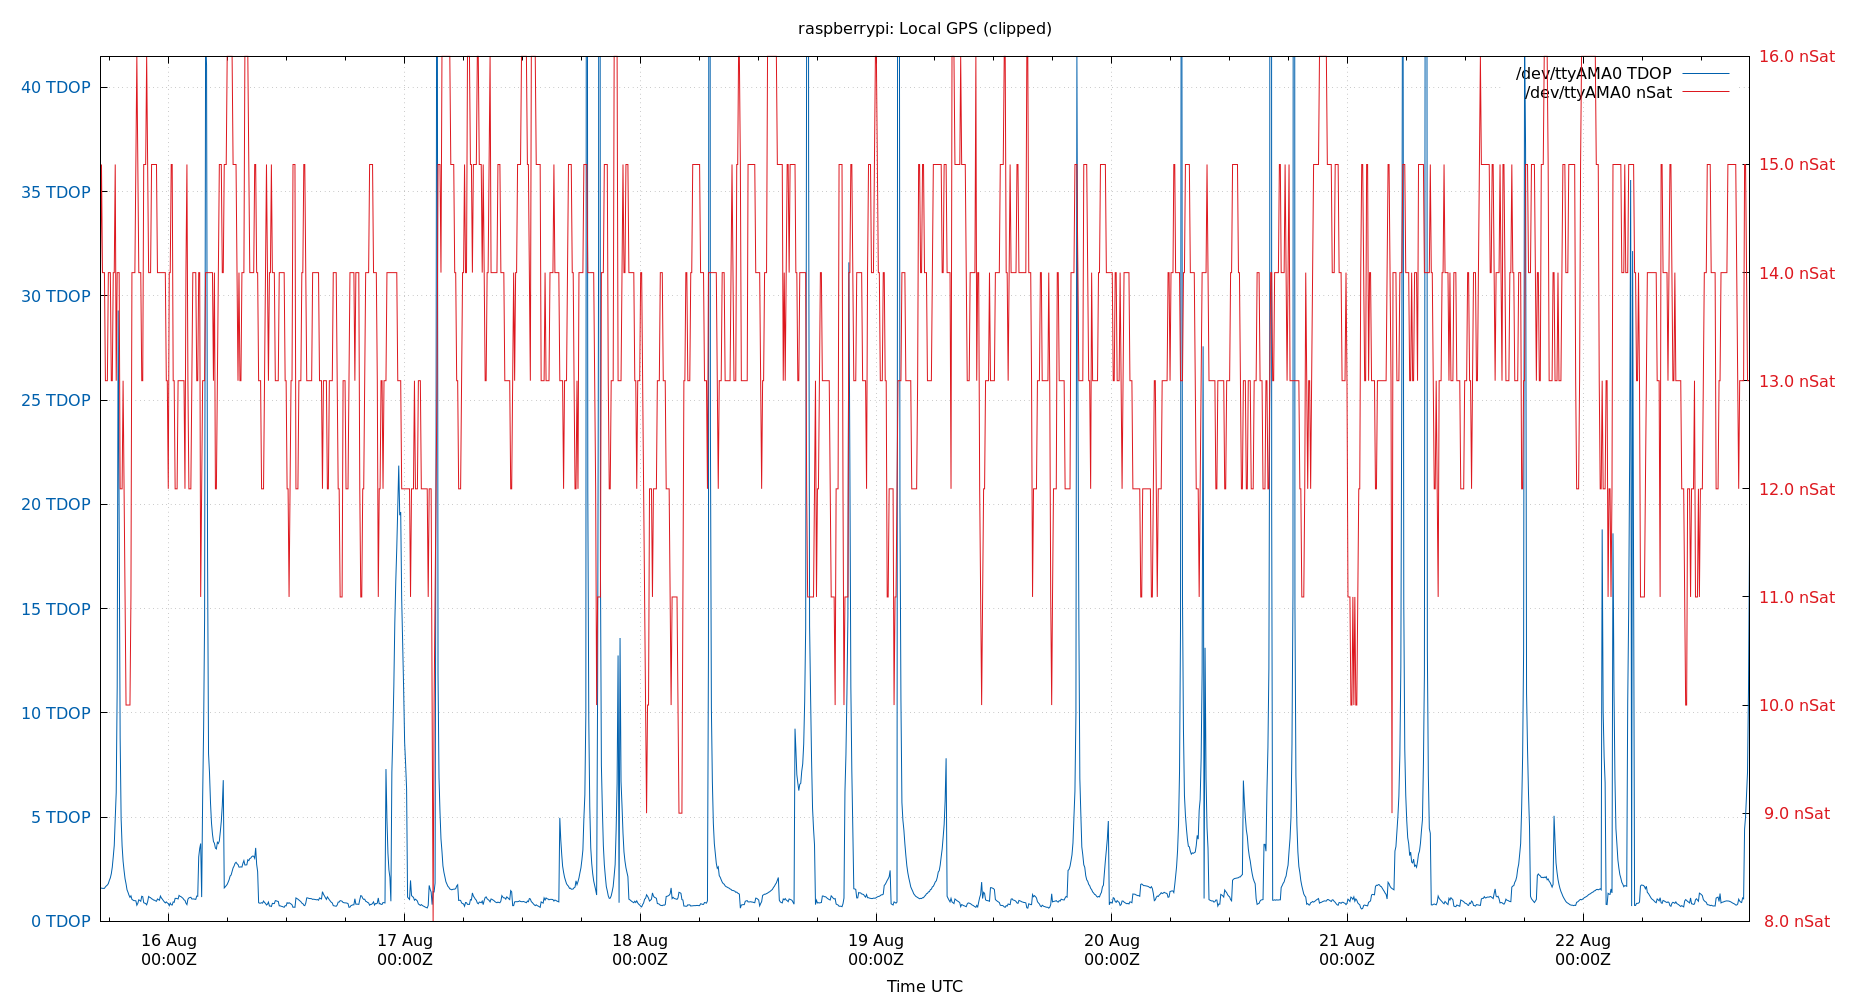 raspberrypi: Local GPS (clipped)
/dev/ttyAMA0 TDOP
/dev/ttyAMA0 nSat
40 TDOP
35 TDOP
30 TDOP
25 TDOP
20 TDOP
15 TDOP
10 TDOP
5 TDOP
0 TDOP
16.0 nSat
15.0 nSat
14.0 nSat
13.0 nSat
12.0 nSat
11.0 nSat
10.0 nSat
9.0 nSat
8.0 nSat
16 Aug
00:00Z
17 Aug
00:00Z
18 Aug
00:00Z
19 Aug
00:00Z
20 Aug
00:00Z
21 Aug
00:00Z
22 Aug
00:00Z
Time UTC